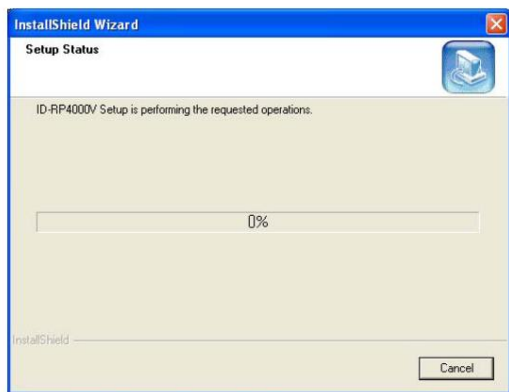 InstallShield Wizard
Setup Status
ID-RP4000V Setup is performing the requested operations.
0%
InstallShield
Cancel